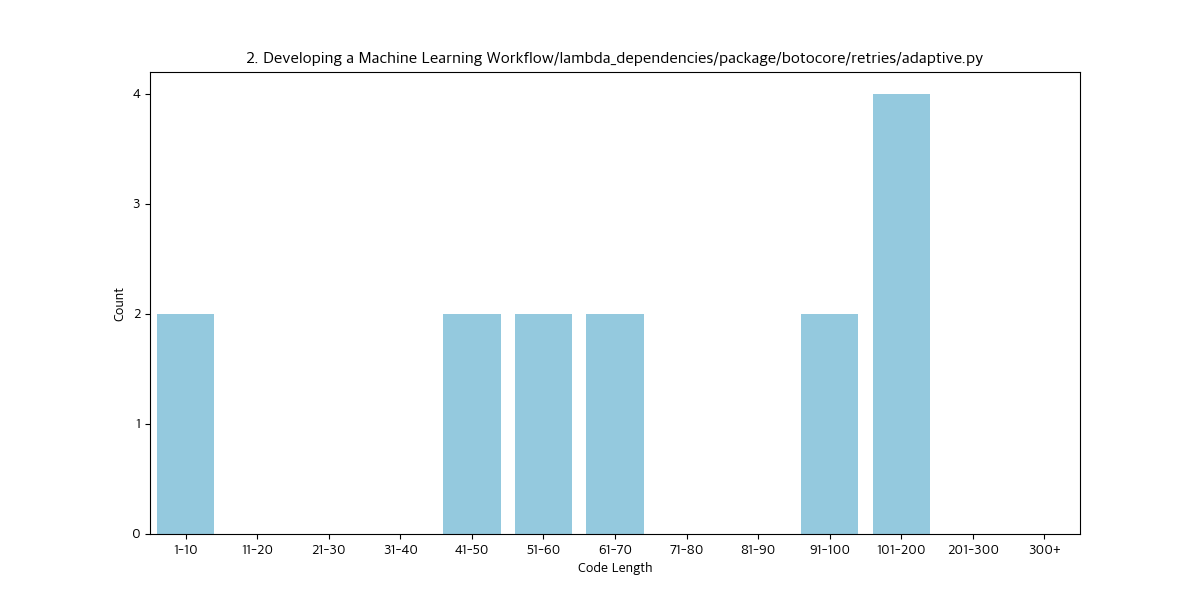 2. Developing a Machine Learning Workflow/lambda_dependencies/package/botocore/retries/adaptive.py
4
3
2
1
0
Count
1-10 11-20 21-30 31-40 41-50 51-60 61-70 71-80 81-90 91-100 101-200 201-300 300+
Code Length